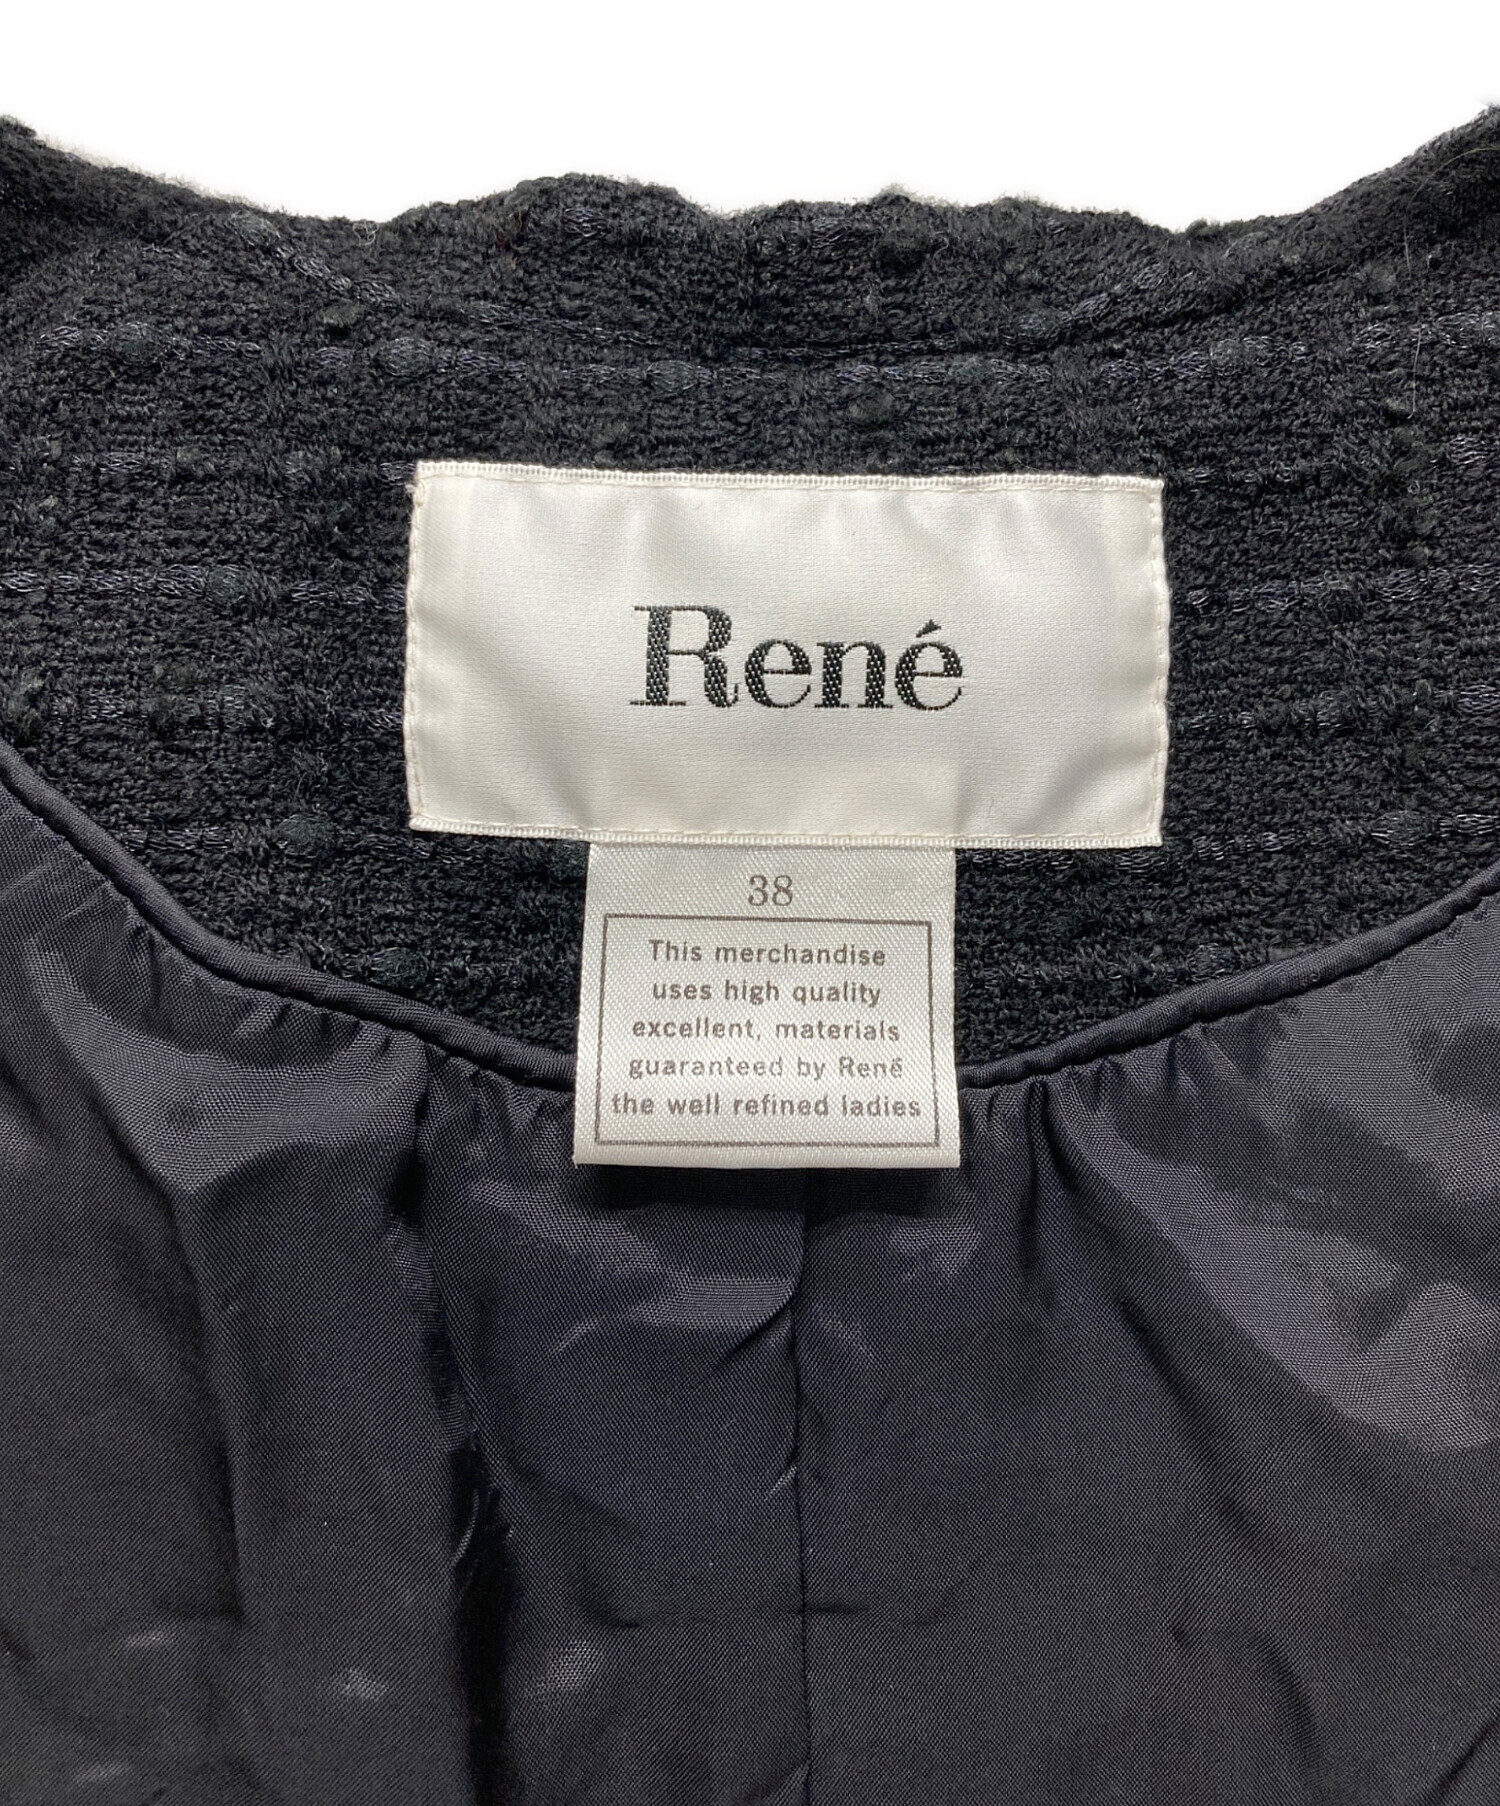 René
38
This merchandise
uses high quality
excellent, materials
guaranteed by René
the well refined ladies